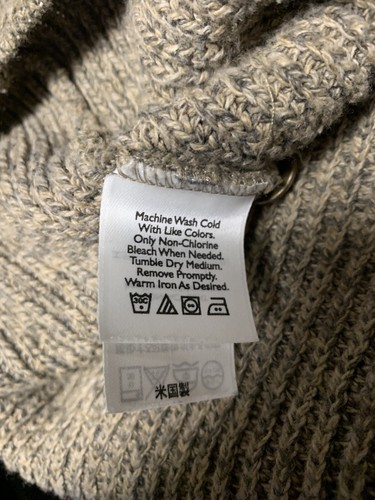 Machine Wash Cold
With Like Colors.
Only Non-Chlorine
Bleach When Needed.
Tumble Dry Medium.
Remove Promptly.
Warm Iron As Desired.
米国製